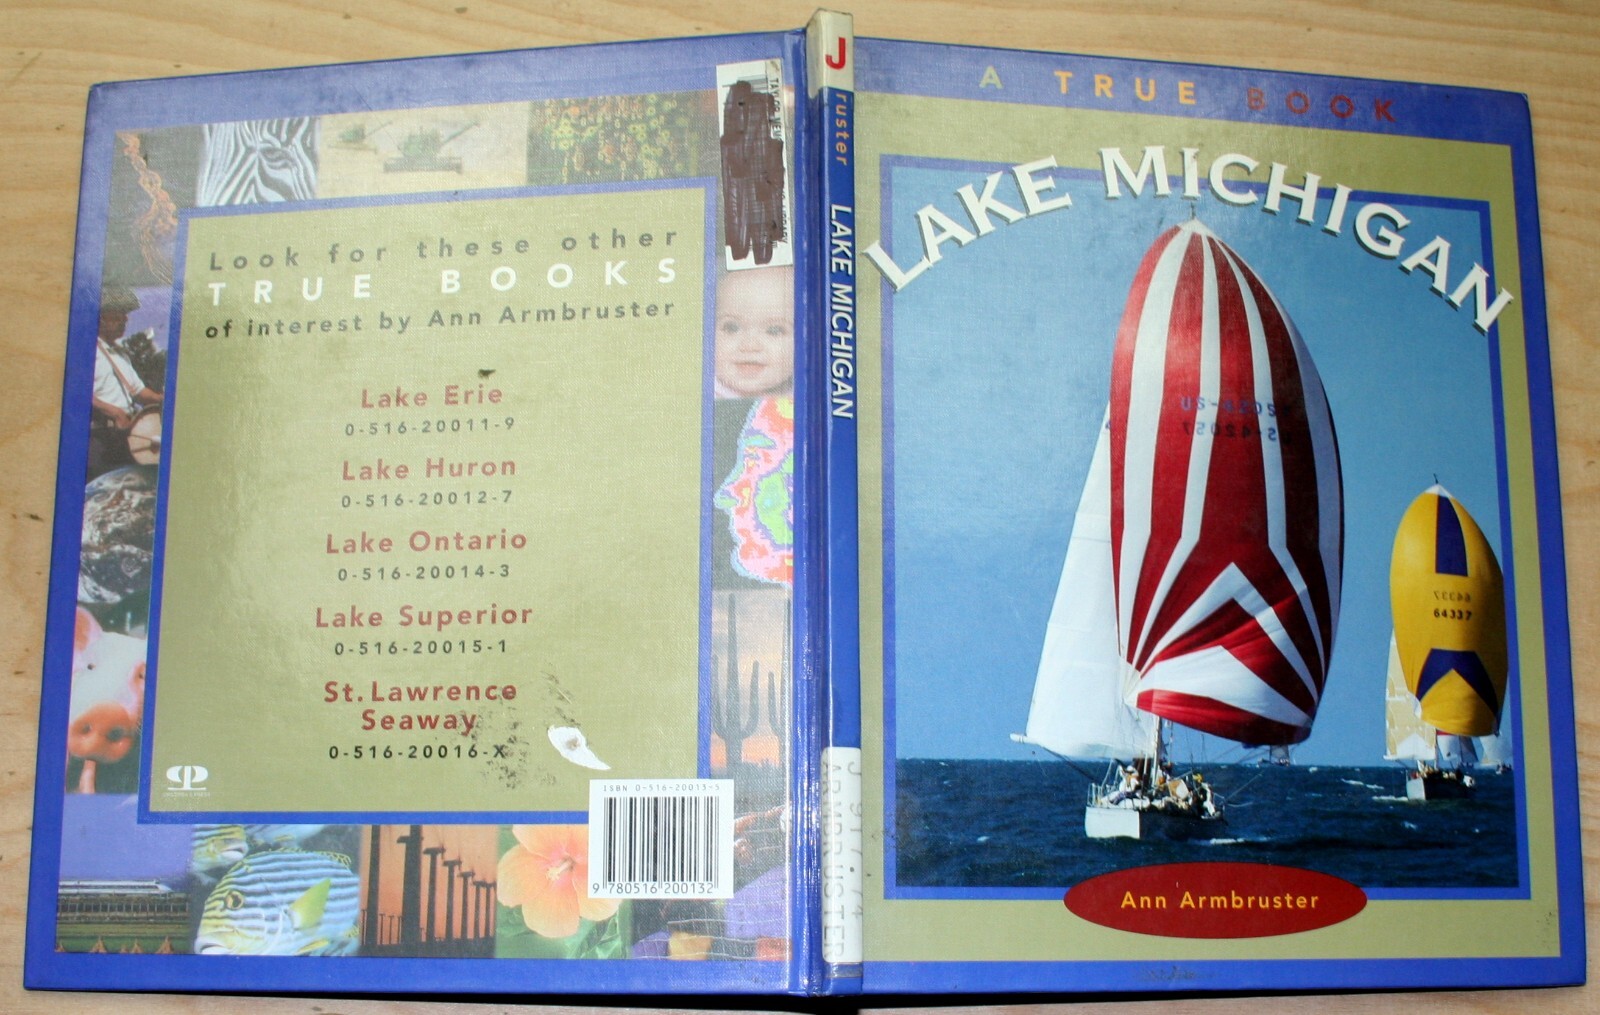 Look for these other
TRUE BOOKS
of interest by Ann Armbruster
Lake Erie
0-516-20011-9
Lake Huron
0-516-20012-7
Lake Ontario
0-516-20014-3
Lake Superior
0-516-20015-1
St. Lawrence
Seaway
0-516-20016-X
ISBN 0-516-20013-5
9 780516 200132
J
ruster
LAKE MICHIGAN
J 977.74
ARMBRUSTER
A TRUE BOOK
LAKE MICHIGAN
64337
64337
Ann Armbruster